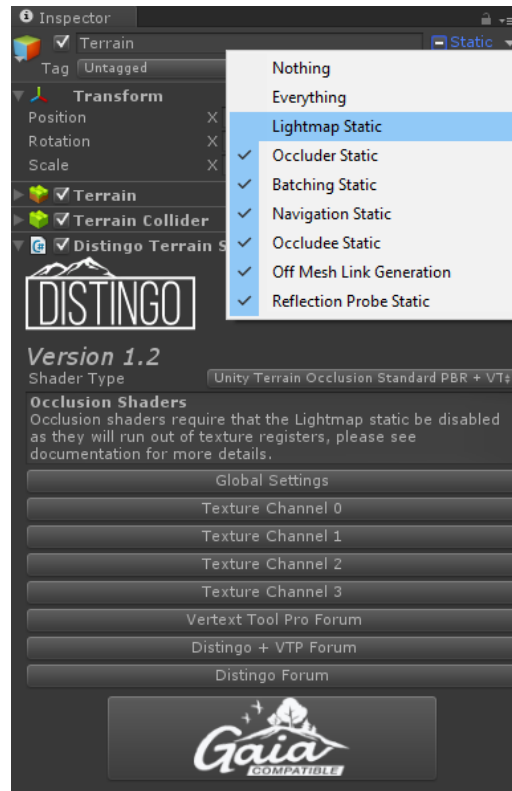 Inspector
Terrain
Static
Tag Untagged
Nothing
Everything
Lightmap Static
Occluder Static
Batching Static
Navigation Static
Occludee Static
Off Mesh Link Generation
Reflection Probe Static
Transform
Position X
Rotation X
Scale X
Terrain
Terrain Collider
Distingo Terrain S
DISTINGO
Version 1.2
Shader Type Unity Terrain Occlusion Standard PBR + VT
Occlusion Shaders
Occlusion shaders require that the Lightmap static be disabled
as they will run out of texture registers, please see
documentation for more details.
Global Settings
Texture Channel 0
Texture Channel 1
Texture Channel 2
Texture Channel 3
Vertext Tool Pro Forum
Distingo + VTP Forum
Distingo Forum
Gaia
COMPATIBLE